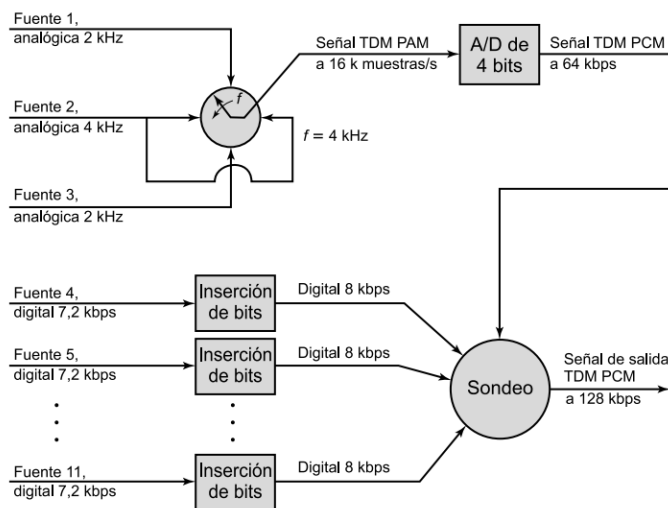 Fuente 1,
analógica 2 kHz
Señal TDM PAM
a 16 k muestras/s
A/D de
4 bits
Señal TDM PCM
a 64 kbps
Fuente 2,
analógica 4 kHz
f
f = 4 kHz
Fuente 3,
analógica 2 kHz
Fuente 4,
digital 7,2 kbps
Inserción
de bits
Digital 8 kbps
Fuente 5,
digital 7,2 kbps
Inserción
de bits
Digital 8 kbps
Sondeo
Señal de salida
TDM PCM
a 128 kbps
Fuente 11,
digital 7,2 kbps
Inserción
de bits
Digital 8 kbps